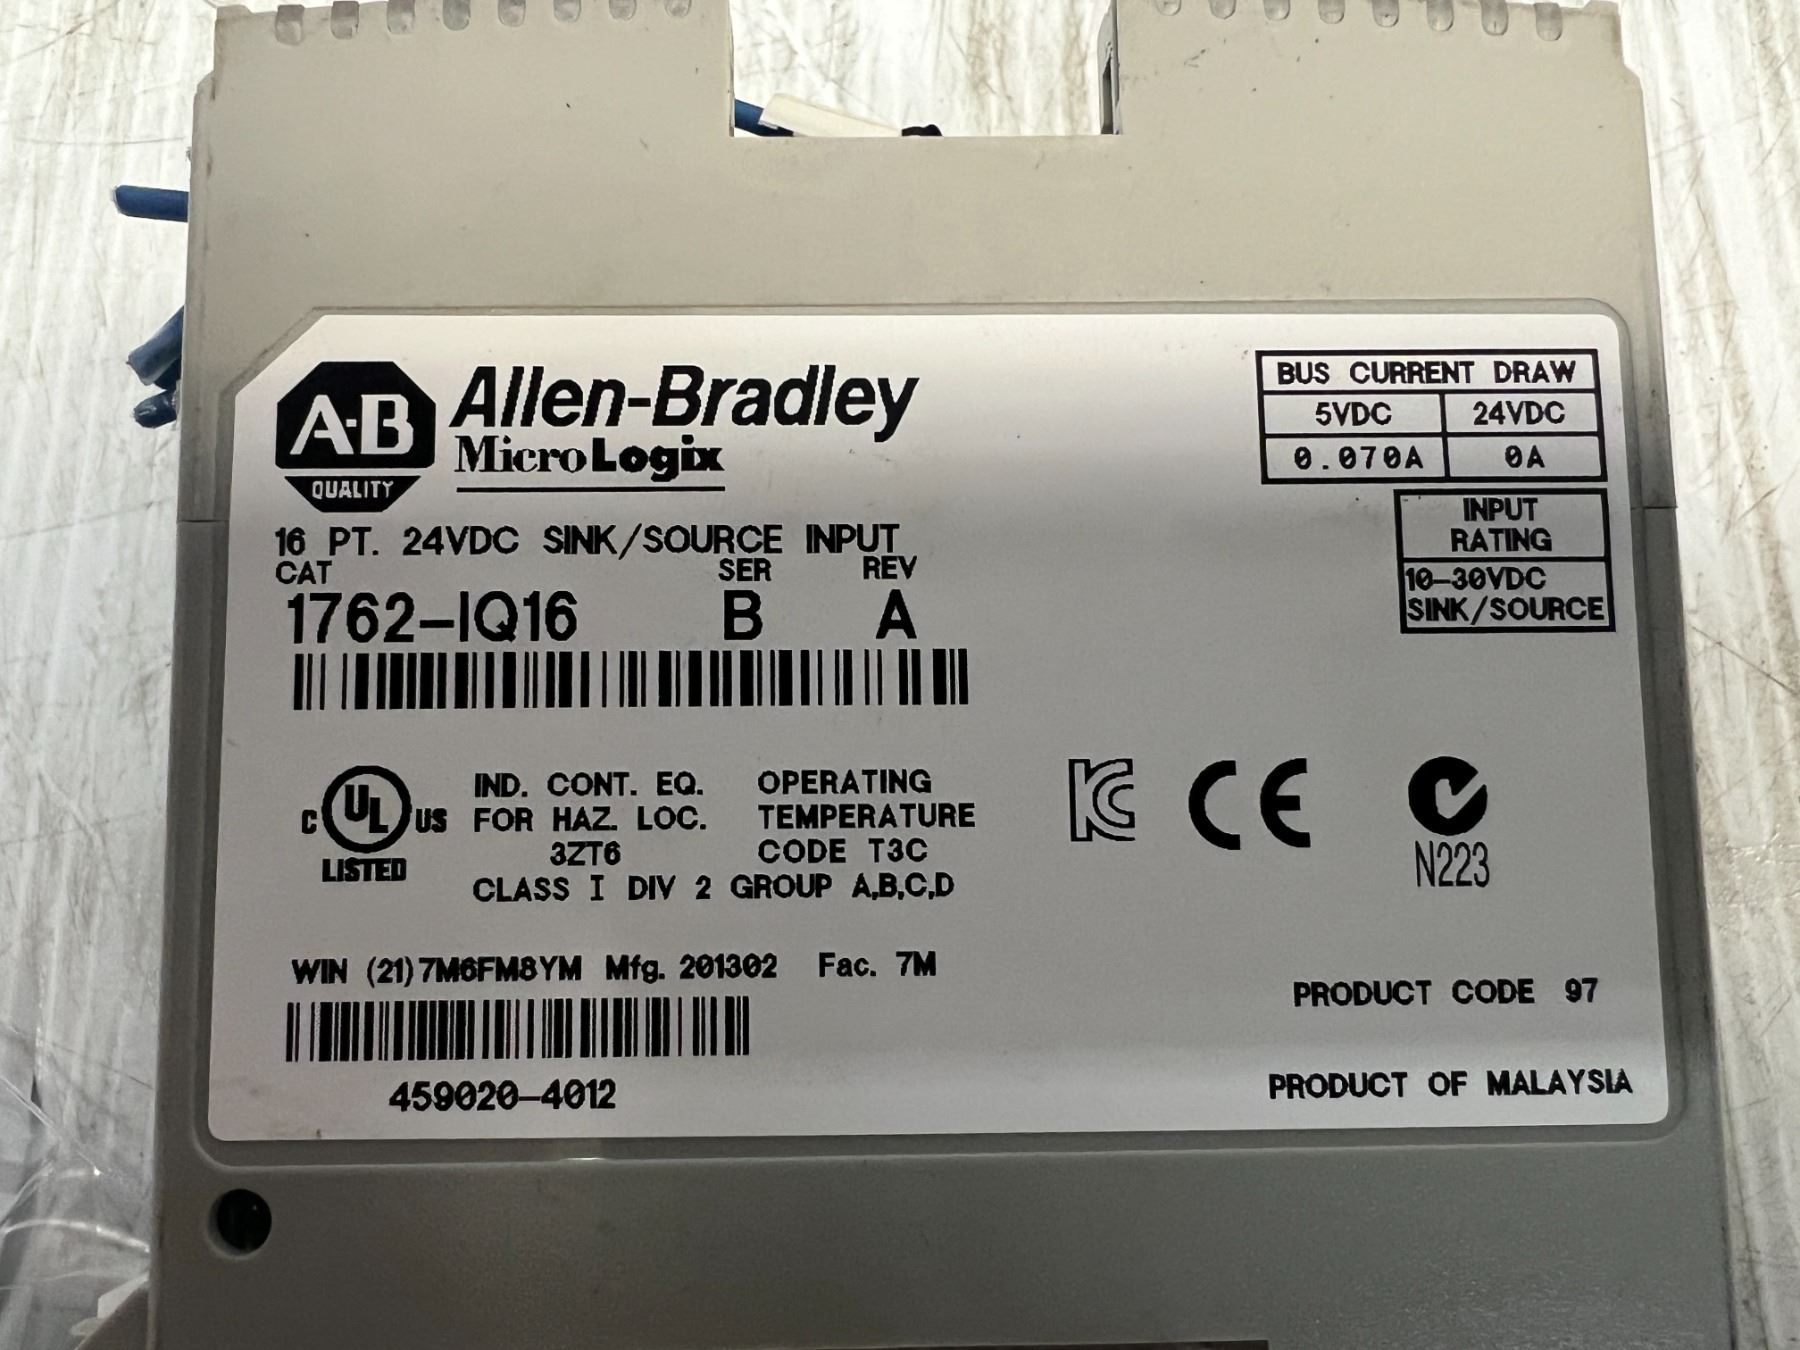 A-B
QUALITY
Allen-Bradley
MicroLogix
16 PT. 24VDC SINK/SOURCE INPUT
CAT SER REV
1762-IQ16 B A
BUS CURRENT DRAW
5VDC 24VDC
0.070A 0A
INPUT
RATING
10-30VDC
SINK/SOURCE
C UL US
LISTED
IND. CONT. EQ.
FOR HAZ. LOC.
3ZT6
OPERATING
TEMPERATURE
CODE T3C
CLASS I DIV 2 GROUP A,B,C,D
KC CE
N223
WIN (21)7M6FM8YM Mfg. 201302 Fac. 7M
459020-4012
PRODUCT CODE 97
PRODUCT OF MALAYSIA